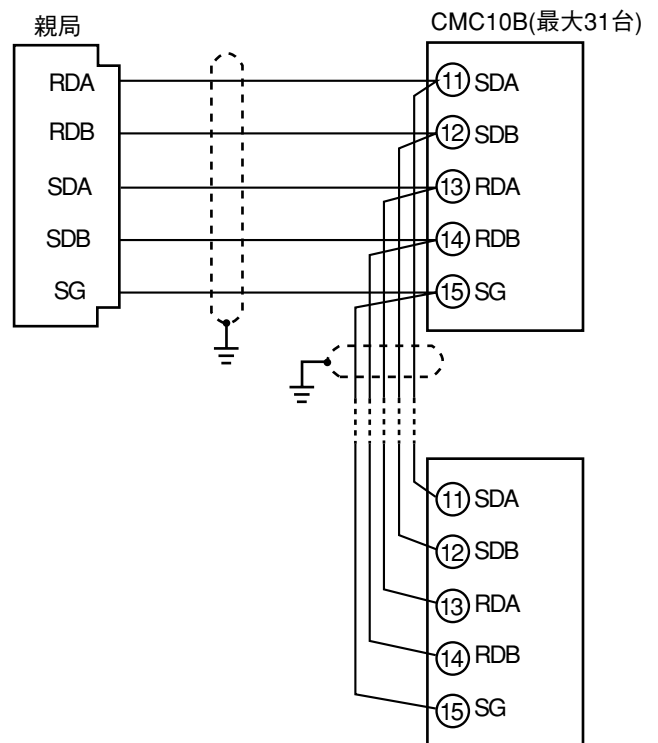 親局
RDA
RDB
SDA
SDB
SG
CMC10B(最大31台)
⑪ SDA
⑫ SDB
⑬ RDA
⑭ RDB
⑮ SG
⑪ SDA
⑫ SDB
⑬ RDA
⑭ RDB
⑮ SG